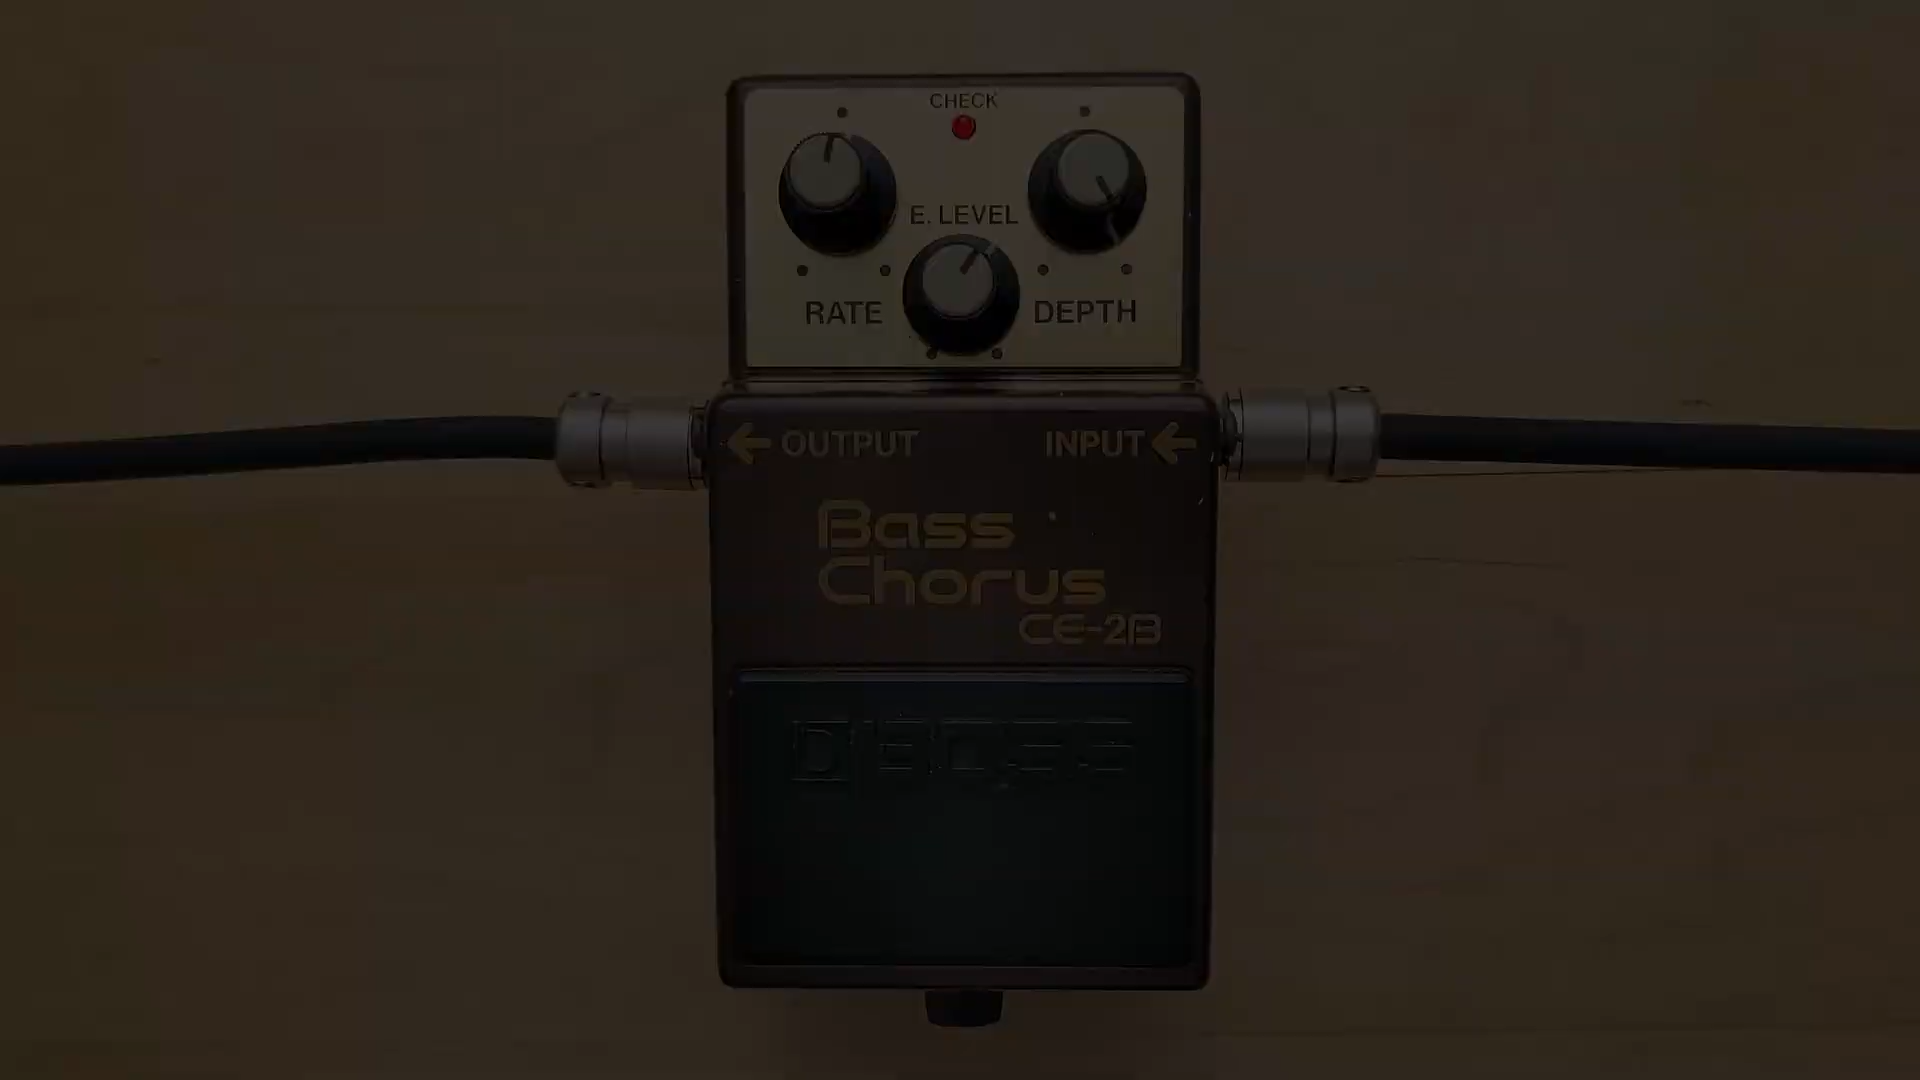 CHECK
E. LEVEL
RATE
DEPTH
OUTPUT
INPUT
Bass
Chorus
CE-2B
BOSS